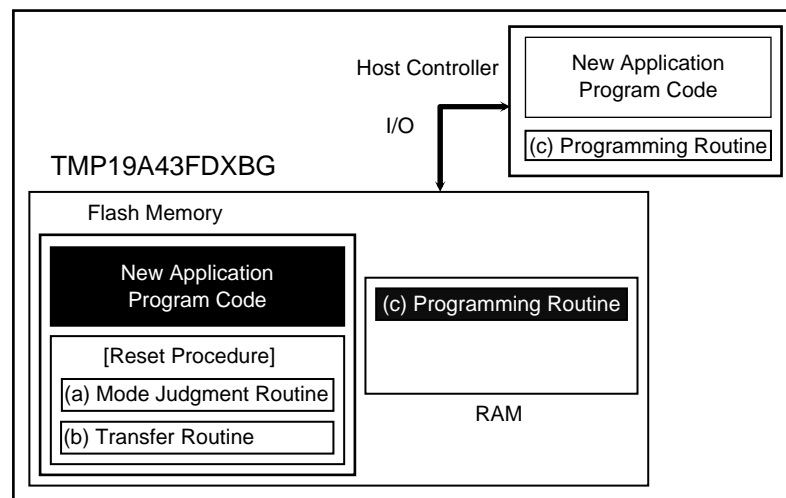 Host Controller
New Application
Program Code
(c) Programming Routine
I/O
TMP19A43FDXBG
Flash Memory
New Application
Program Code
[Reset Procedure]
(a) Mode Judgment Routine
(b) Transfer Routine
(c) Programming Routine
RAM